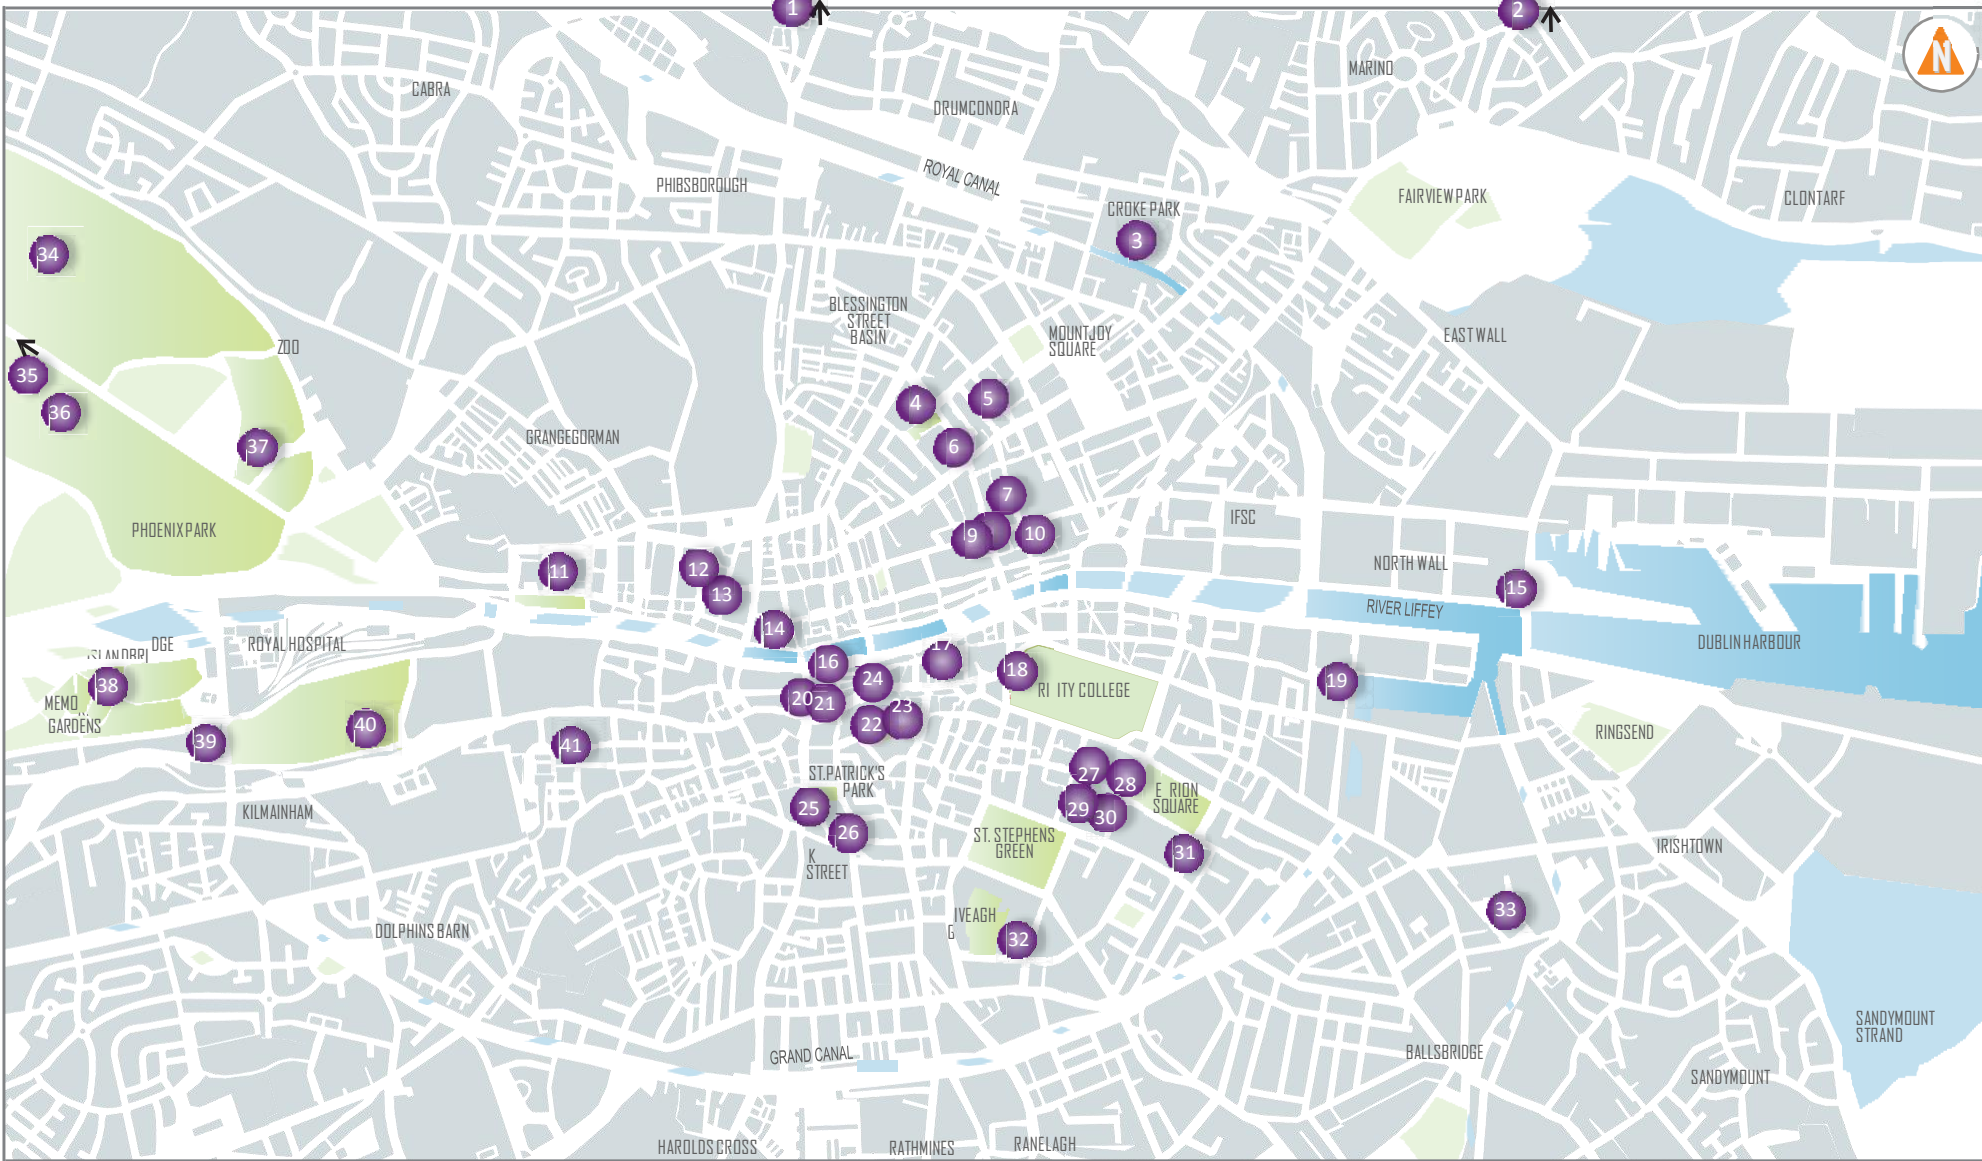 1
2
N
MARINO
CABRA
DRUMCONDRA
ROYAL CANAL
PHIBSBOROUGH
FAIRVIEW PARK
CLONTARF
CROKE PARK
3
34
BLESSINGTON
STREET
BASIN
MOUNTJOY
SQUARE
EAST WALL
ZOO
35
36
4
5
37
GRANGEGORMAN
6
7
PHOENIX PARK
IFSC
9
10
11
12
13
NORTH WALL
15
RIVER LIFFEY
14
DGE
ROYAL HOSPITAL
DUBLIN HARBOUR
16
17
18
24
19
38
RI ITY COLLEGE
20
21
23
22
MEMO
GARDENS
39
40
41
RINGSEND
ST.PATRICK'S
PARK
27
28
E RION
SQUARE
25
29
30
KILMAINHAM
26
ST. STEPHENS
GREEN
31
IRISHTOWN
K
STREET
IVEAGH
G
33
DOLPHINS BARN
32
SANDYMOUNT
STRAND
GRAND CANAL
BALLSBRIDGE
SANDYMOUNT
HAROLDS CROSS
RATHMINES
RANELAGH